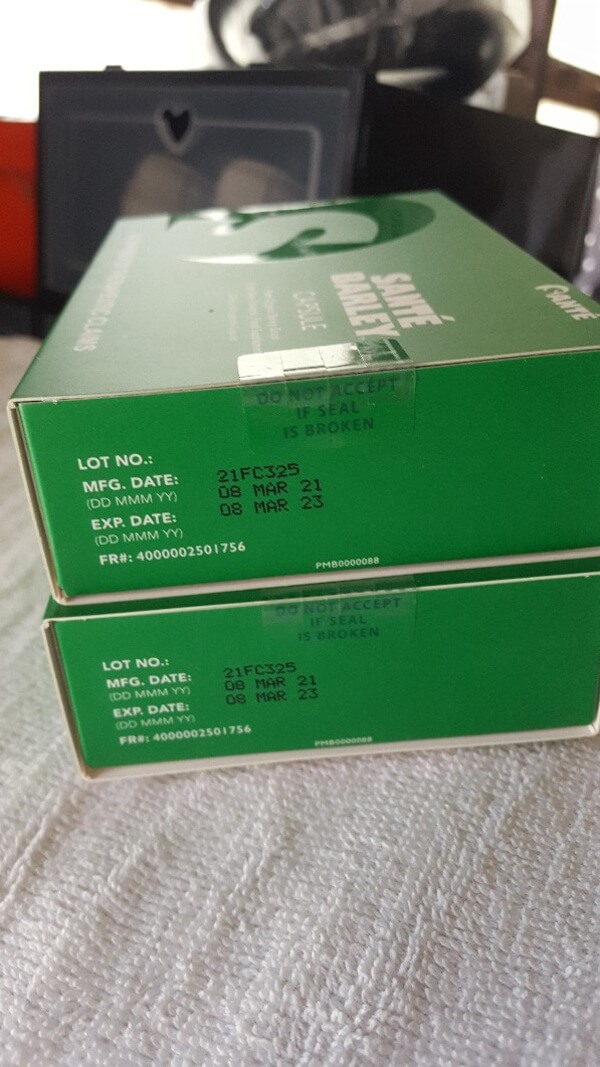 SANTÉ
BARLEY
CAPSULE
SANTÉ
CLAIMS
DO NOT ACCEPT
IF SEAL
IS BROKEN
LOT NO.: 21FC325
MFG. DATE: 08 MAR 21
(DD MMM YY)
EXP. DATE: 08 MAR 23
(DD MMM YY)
FR#: 4000002501756
PMB0000088
DO NOT ACCEPT
IF SEAL
IS BROKEN
LOT NO.: 21FC325
MFG. DATE: 08 MAR 21
(DD MMM YY)
EXP. DATE: 08 MAR 23
(DD MMM YY)
FR#: 4000002501756
PMB0000088